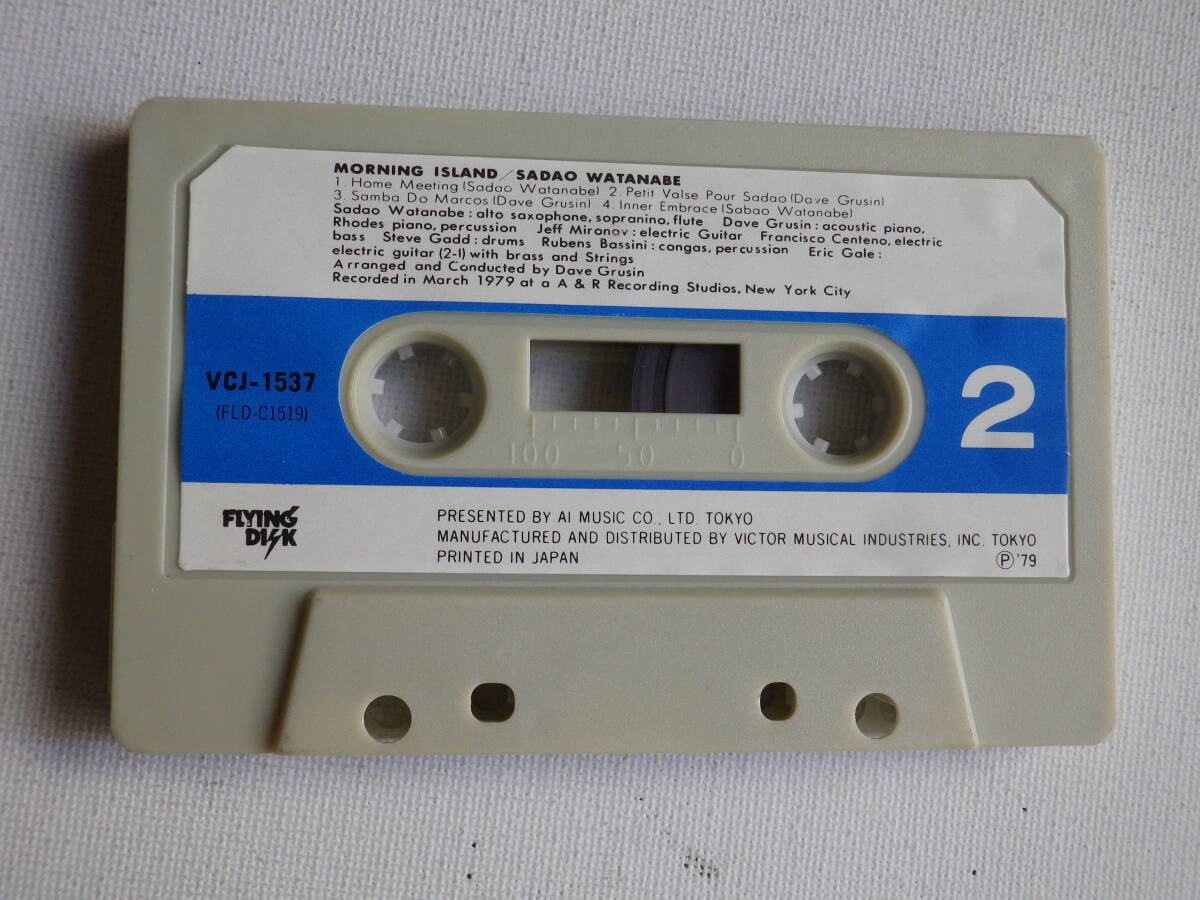 MORNING ISLAND/SADAO WATANABE
1. Home Meeting (Sadao Watanabe) 2. Petit Valse Pour Sadao (Dave Grusin)
3. Samba Do Marcos (Dave Grusin) 4. Inner Embrace (Sabao Watanabe)
Sadao Watanabe : alto saxophone, sopranino, flute Dave Grusin : acoustic piano,
Rhodes piano, percussion Jeff Mironov : electric Guitar Francisco Centeno, electric
bass Steve Gadd : drums Rubens Bassini : congas, percussion Eric Gale :
electric guitar (2-1) with brass and Strings
Arranged and Conducted by Dave Grusin
Recorded in March 1979 at a A & R Recording Studios, New York City
VCJ-1537
(FLD-C1519)
2
100 50 0
FLYING
DISK
PRESENTED BY AI MUSIC CO., LTD. TOKYO
MANUFACTURED AND DISTRIBUTED BY VICTOR MUSICAL INDUSTRIES, INC. TOKYO
PRINTED IN JAPAN Ⓟ '79